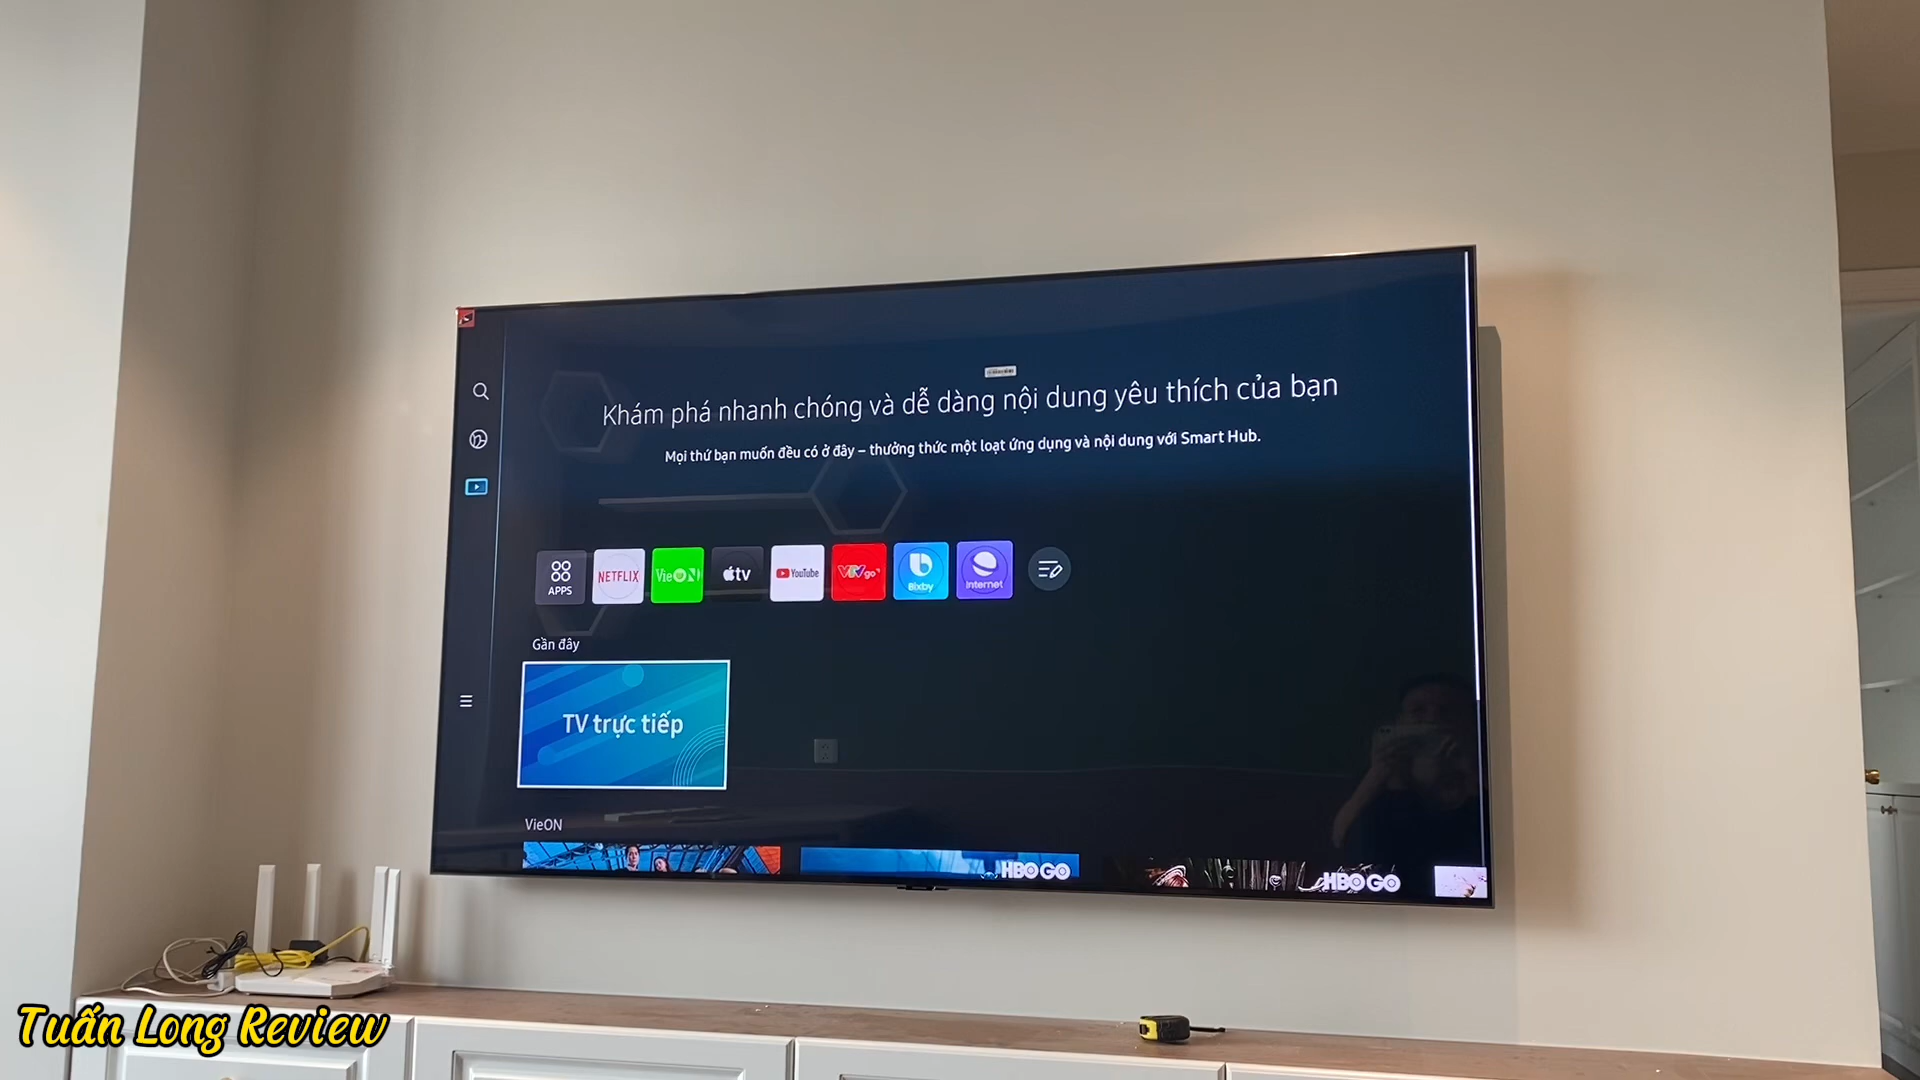 Khám phá nhanh chóng và dễ dàng nội dung yêu thích của bạn
Mọi thứ bạn muốn đều có ở đây – thưởng thức một loạt ứng dụng và nội dung với Smart Hub.
APPS
NETFLIX
VieON
tv
YouTube
VTVgo
Bixby
Internet
Gần đây
TV trực tiếp
VieON
HBO GO
HBO GO
Tuấn Long Review